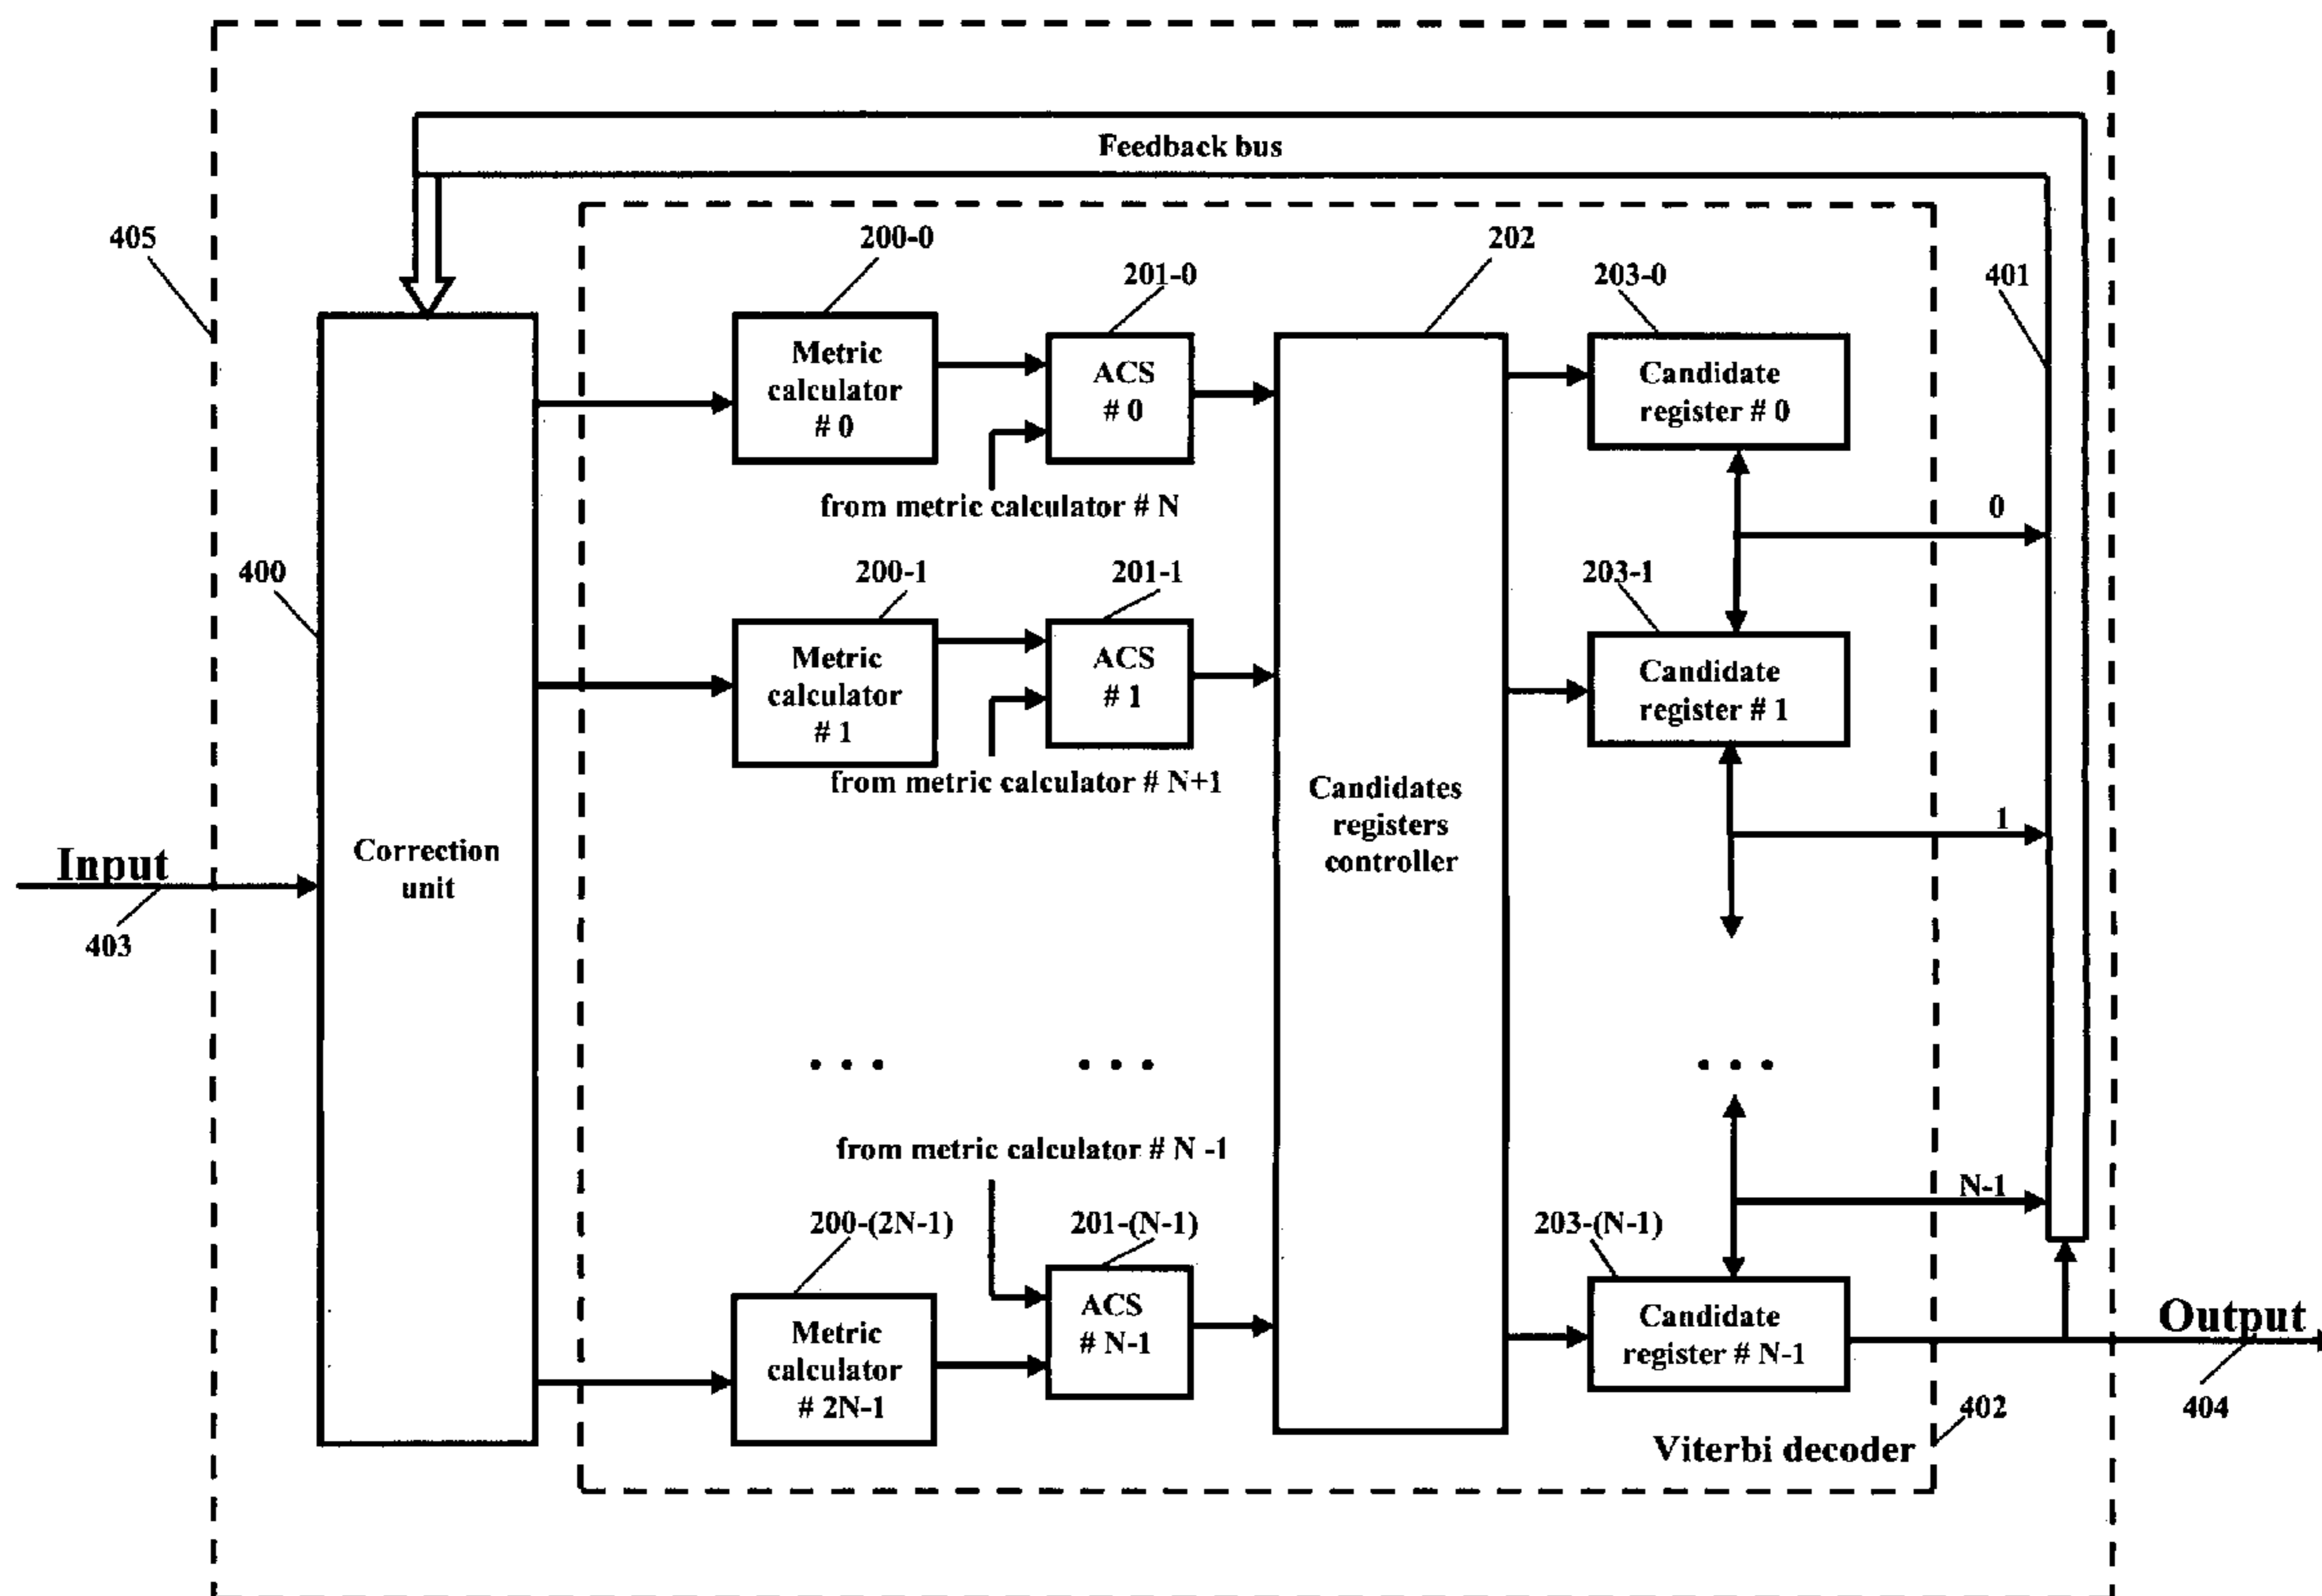 Feedback bus
405
200-0
202
201-0
203-0
401
Metric
calculator
# 0
ACS
# 0
Candidate
register # 0
from metric calculator # N
0
400
200-1
201-1
203-1
Metric
calculator
# 1
ACS
# 1
Candidate
register # 1
from metric calculator # N+1
Candidates
registers
controller
1
Correction
unit
Input
403
. . .
. . .
. . .
from metric calculator # N -1
N-1
200-(2N-1)
201-(N-1)
203-(N-1)
Metric
calculator
# 2N-1
ACS
# N-1
Candidate
register # N-1
Output
402
404
Viterbi decoder